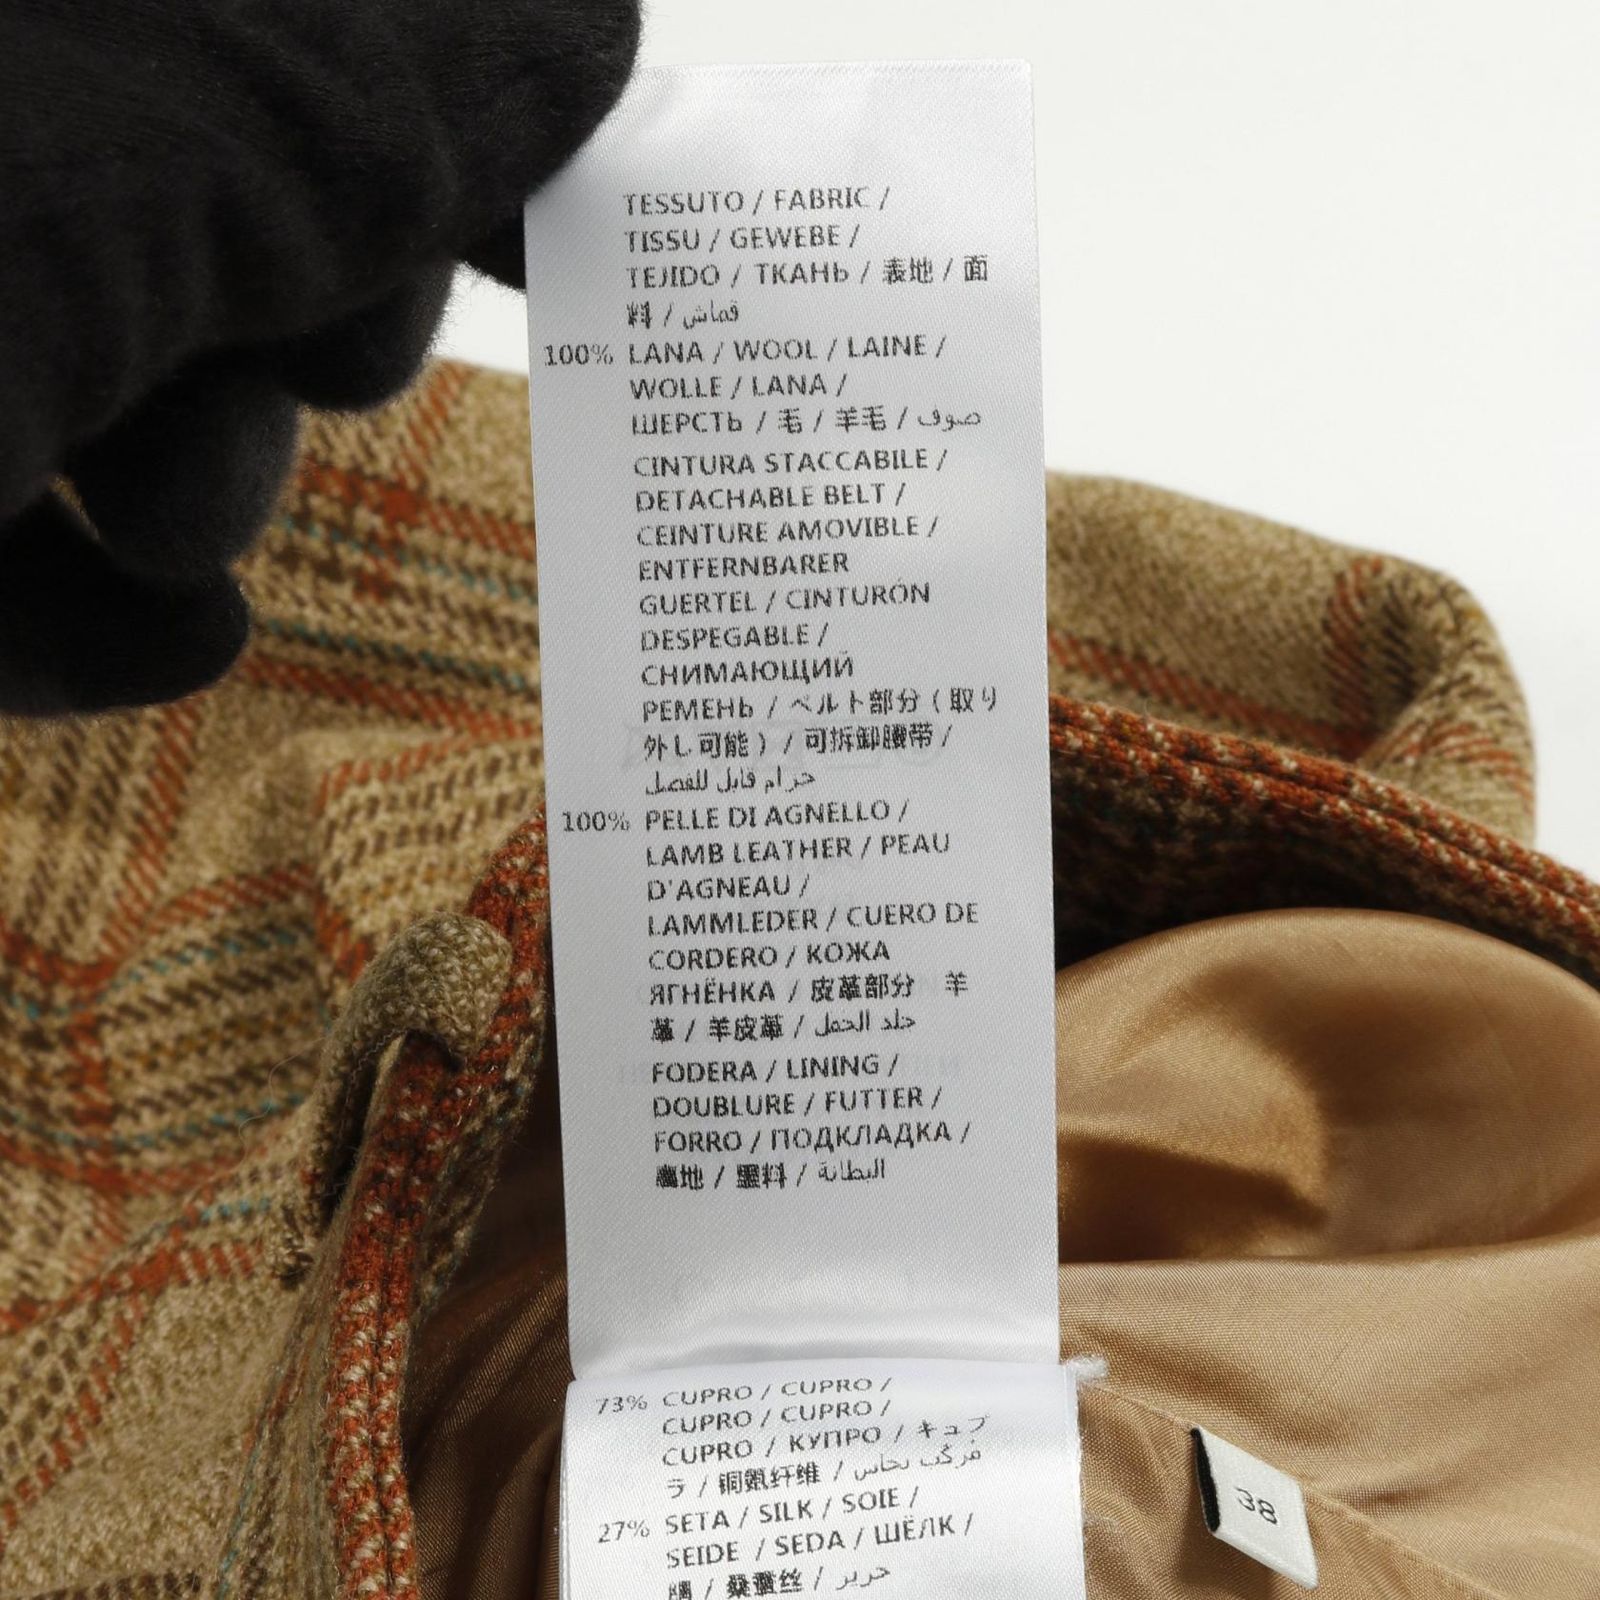 TESSUTO / FABRIC /
TISSU / GEWEBE /
TEJIDO / ТКАНЬ / 表地 / 面
料 / قماش
100% LANA / WOOL / LAINE /
WOLLE / LANA /
ШЕРСТЬ / 毛 / 羊毛 / صوف
CINTURA STACCABILE /
DETACHABLE BELT /
CEINTURE AMOVIBLE /
ENTFERNBARER
GUERTEL / CINTURÓN
DESPEGABLE /
СНИМАЮЩИЙ
РЕМЕНЬ / ベルト部分 ( 取り
外し可能 ) / 可拆卸腰带 /
حزام قابل للفصل
100% PELLE DI AGNELLO /
LAMB LEATHER / PEAU
D'AGNEAU /
LAMMLEDER / CUERO DE
CORDERO / КОЖА
ЯГНЁНКА / 皮革部分 羊
革 / 羊皮革 / جلد الحمل
FODERA / LINING /
DOUBLURE / FUTTER /
FORRO / ПОДКЛАДКА /
裏地 / 里料 / البطانة
73% CUPRO / CUPRO /
CUPRO / CUPRO /
CUPRO / КУПРО / キュプ
ラ / 铜氨纤维 / مركب نحاس
27% SETA / SILK / SOIE /
SEIDE / SEDA / ШЁЛК /
絹 / 桑蚕丝 / حرير
38